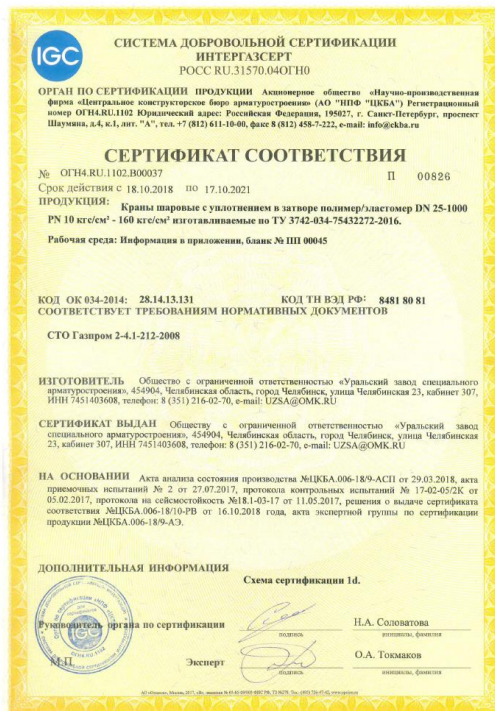 IGC
СИСТЕМА ДОБРОВОЛЬНОЙ СЕРТИФИКАЦИИ
ИНТЕРГАЗСЕРТ
РОСС RU.31570.04ОГН0
ОРГАН ПО СЕРТИФИКАЦИИ ПРОДУКЦИИ Акционерное общество «Научно-производственная
фирма «Центральное конструкторское бюро арматуростроения» (АО "НПФ "ЦКБА") Регистрационный
номер ОГН4.RU.1102 Юридический адрес: Российская Федерация, 195027, г. Санкт-Петербург, проспект
Шаумяна, д.4, к.1, лит. "А", тел. +7 (812) 611-10-00, факс 8 (812) 458-7-222, e-mail: info@ckba.ru
СЕРТИФИКАТ СООТВЕТСТВИЯ
№ ОГН4.RU.1102.В00037 П 00826
Срок действия с 18.10.2018 по 17.10.2021
ПРОДУКЦИЯ: Краны шаровые с уплотнением в затворе полимер/эластомер DN 25-1000
PN 10 кгс/см² - 160 кгс/см² изготавливаемые по ТУ 3742-034-75432272-2016.
Рабочая среда: Информация в приложении, бланк № ПП 00045
КОД ОК 034-2014: 28.14.13.131 КОД ТН ВЭД РФ: 8481 80 81
СООТВЕТСТВУЕТ ТРЕБОВАНИЯМ НОРМАТИВНЫХ ДОКУМЕНТОВ
СТО Газпром 2-4.1-212-2008
ИЗГОТОВИТЕЛЬ Общество с ограниченной ответственностью «Уральский завод специального
арматуростроения», 454904, Челябинская область, город Челябинск, улица Челябинская 23, кабинет 307,
ИНН 7451403608, телефон: 8 (351) 216-02-70, e-mail: UZSA@OMK.RU
СЕРТИФИКАТ ВЫДАН Обществу с ограниченной ответственностью «Уральский завод
специального арматуростроения», 454904, Челябинская область, город Челябинск, улица Челябинская
23, кабинет 307, ИНН 7451403608, телефон: 8 (351) 216-02-70, e-mail: UZSA@OMK.RU
НА ОСНОВАНИИ Акта анализа состояния производства №ЦКБА.006-18/9-АСП от 29.03.2018, акта
приемочных испытаний № 2 от 27.07.2017, протокола контрольных испытаний № 17-02-05/2К от
05.02.2017, протокола на сейсмостойкость №18.1-03-17 от 11.05.2017, решения о выдаче сертификата
соответствия №ЦКБА.006-18/10-РВ от 16.10.2018 года, акта экспертной группы по сертификации
продукции №ЦКБА.006-18/9-АЭ.
ДОПОЛНИТЕЛЬНАЯ ИНФОРМАЦИЯ
Схема сертификации 1d.
Руководитель органа по сертификации Н.А. Соловатова
подпись инициалы, фамилия
М.П. Эксперт О.А. Токмаков
подпись инициалы, фамилия